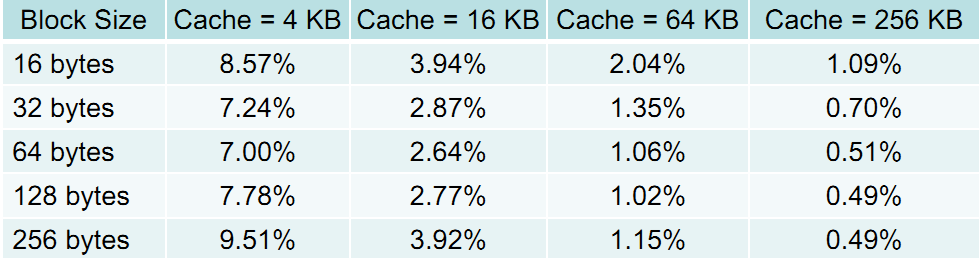 Block Size Cache = 4 KB Cache = 16 KB Cache = 64 KB Cache = 256 KB
16 bytes 8.57% 3.94% 2.04% 1.09%
32 bytes 7.24% 2.87% 1.35% 0.70%
64 bytes 7.00% 2.64% 1.06% 0.51%
128 bytes 7.78% 2.77% 1.02% 0.49%
256 bytes 9.51% 3.92% 1.15% 0.49%